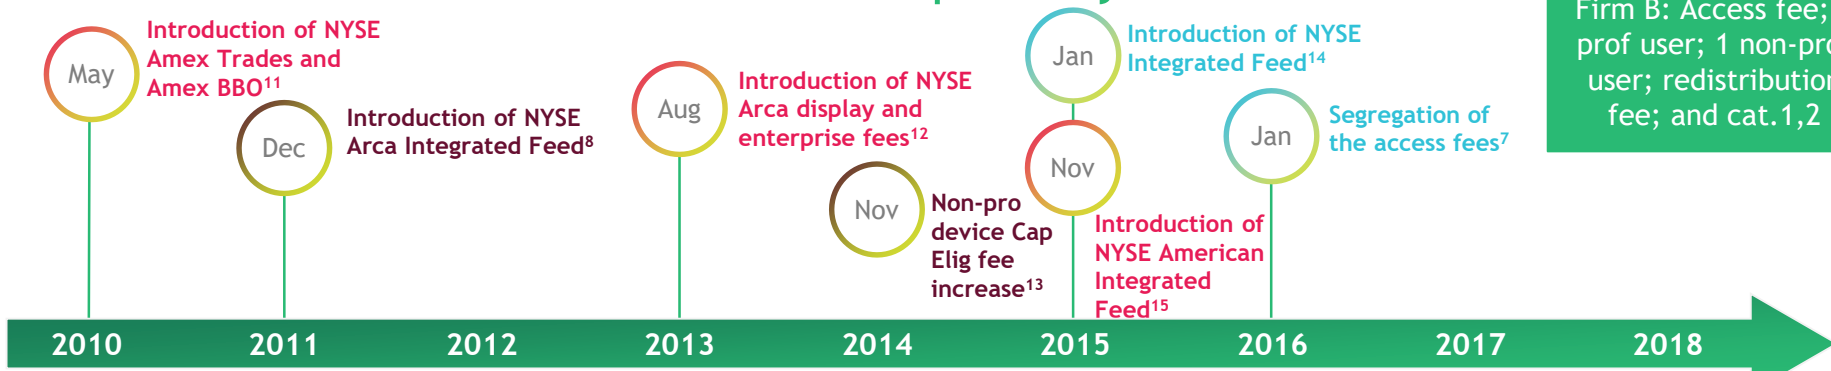 May
Introduction of NYSE
Amex Trades and
Amex BBO¹¹
Dec
Introduction of NYSE
Arca Integrated Feed⁸
Aug
Introduction of NYSE
Arca display and
enterprise fees¹²
Nov
Non-pro
device Cap
Elig fee
increase¹³
Jan
Introduction of NYSE
Integrated Feed¹⁴
Nov
Introduction of
NYSE American
Integrated
Feed¹⁵
Jan
Segregation of
the access fees⁷
Firm B: Access fee;
prof user; 1 non-pro
user; redistribution
fee; and cat.1,2
2010 2011 2012 2013 2014 2015 2016 2017 2018